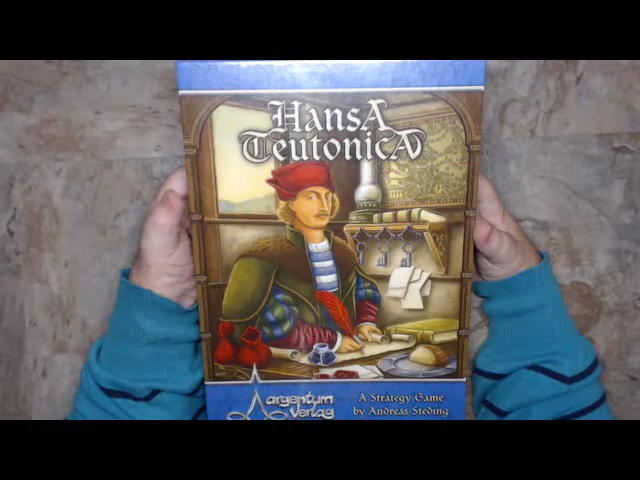 Hansa
Teutonica
argentum
Verlag
A Strategy Game
by Andreas Steding